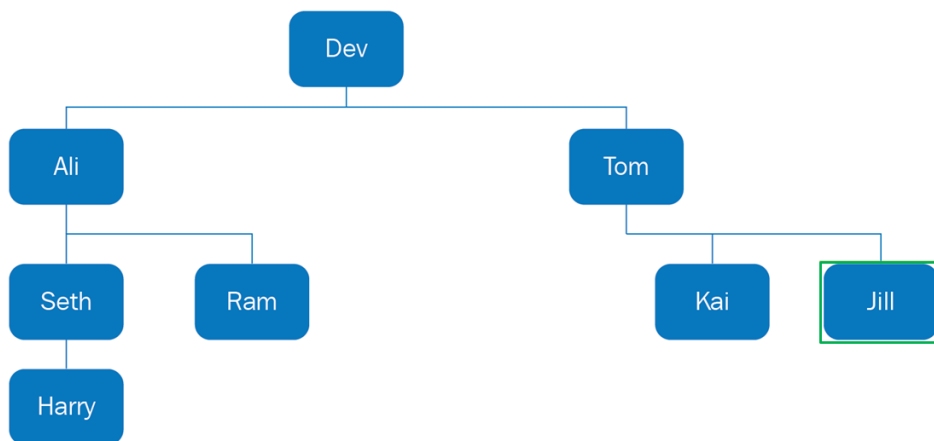 Dev
Ali
Tom
Seth
Ram
Kai
Jill
Harry